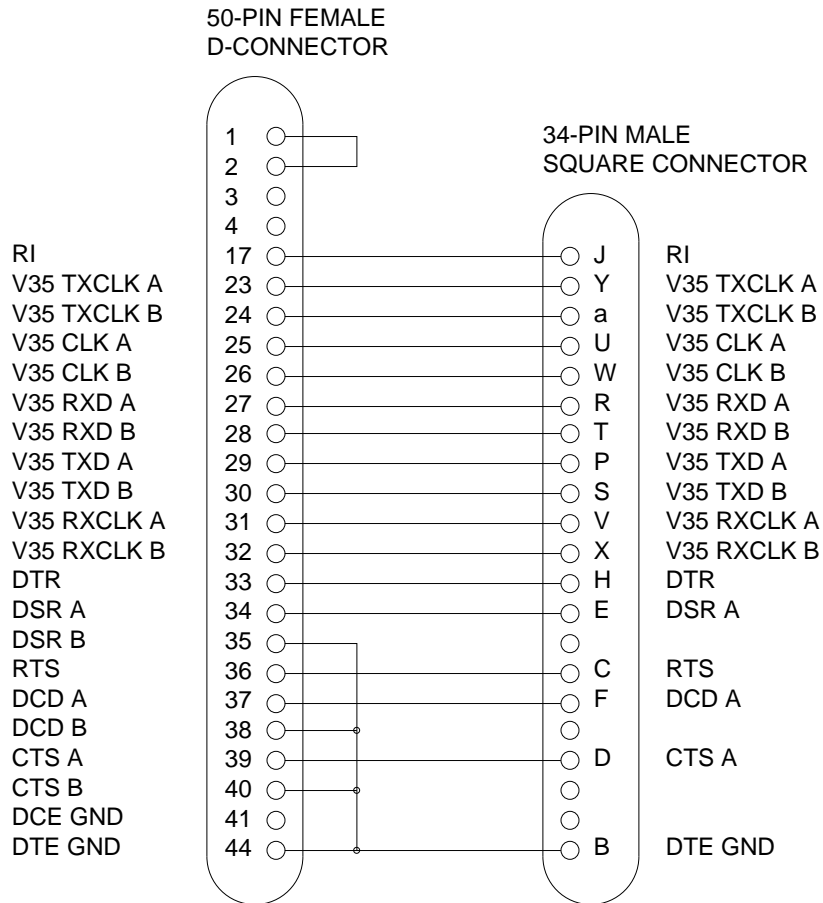 50-PIN FEMALE
D-CONNECTOR
34-PIN MALE
SQUARE CONNECTOR
1
2
3
4
RI 17 J RI
V35 TXCLK A 23 Y V35 TXCLK A
V35 TXCLK B 24 a V35 TXCLK B
V35 CLK A 25 U V35 CLK A
V35 CLK B 26 W V35 CLK B
V35 RXD A 27 R V35 RXD A
V35 RXD B 28 T V35 RXD B
V35 TXD A 29 P V35 TXD A
V35 TXD B 30 S V35 TXD B
V35 RXCLK A 31 V V35 RXCLK A
V35 RXCLK B 32 X V35 RXCLK B
DTR 33 H DTR
DSR A 34 E DSR A
DSR B 35
RTS 36 C RTS
DCD A 37 F DCD A
DCD B 38
CTS A 39 D CTS A
CTS B 40
DCE GND 41
DTE GND 44 B DTE GND